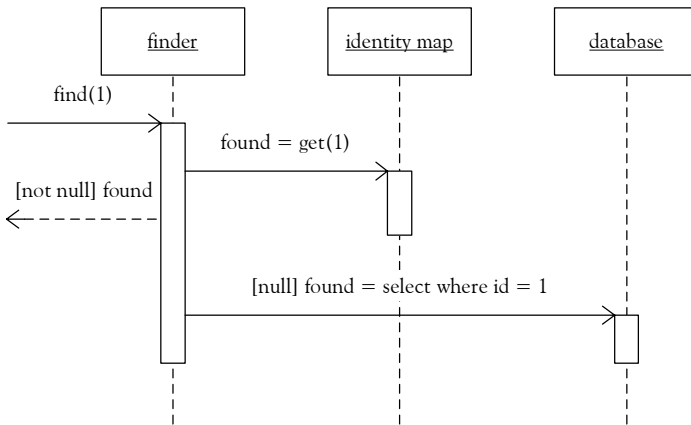 finder
identity map
database
find(1)
found = get(1)
[not null] found
[null] found = select where id = 1